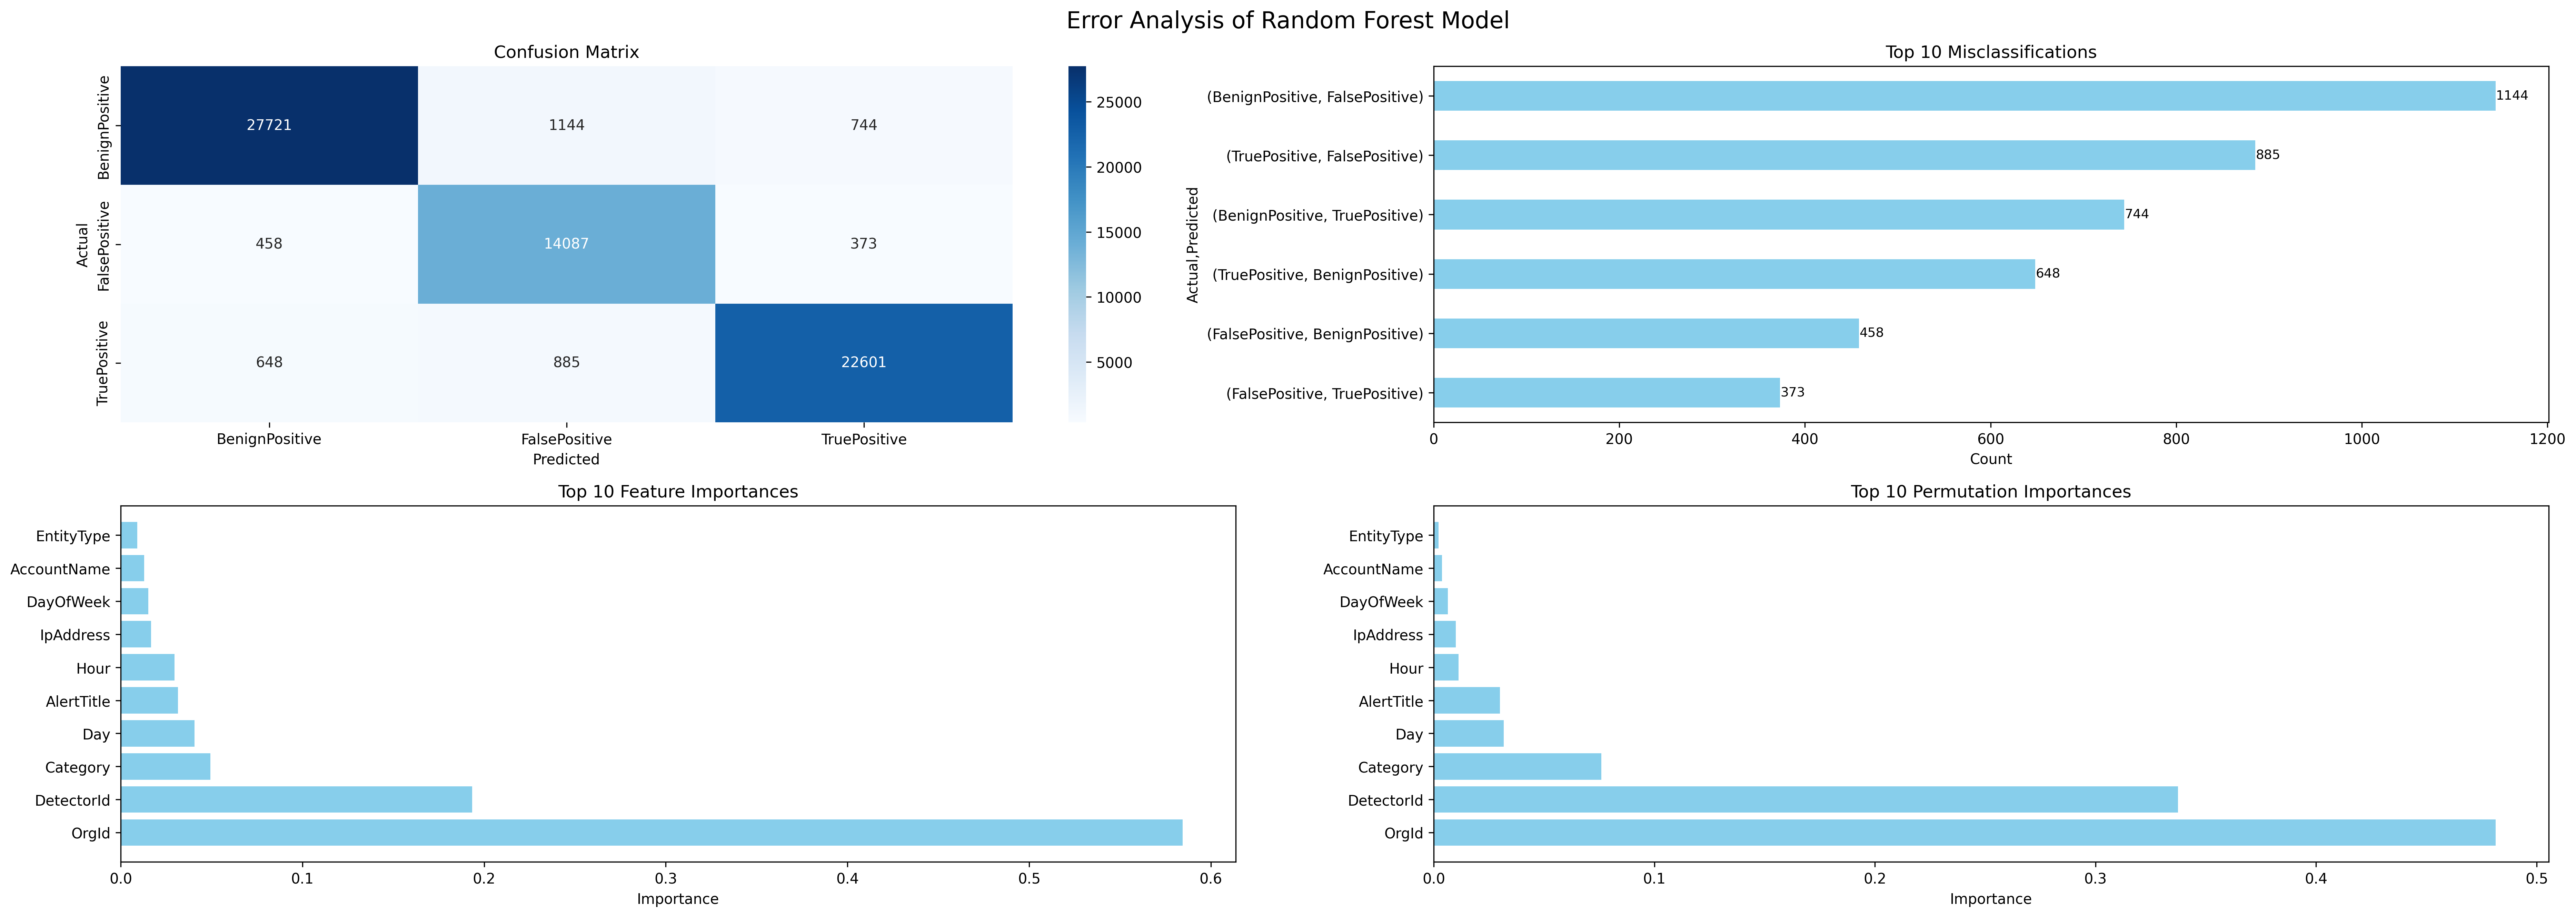 Error Analysis of Random Forest Model
Confusion Matrix
Actual
BenignPositive
FalsePositive
TruePositive
27721 1144 744
458 14087 373
648 885 22601
BenignPositive FalsePositive TruePositive
Predicted
25000
20000
15000
10000
5000
Top 10 Misclassifications
Actual,Predicted
(BenignPositive, FalsePositive) 1144
(TruePositive, FalsePositive) 885
(BenignPositive, TruePositive) 744
(TruePositive, BenignPositive) 648
(FalsePositive, BenignPositive) 458
(FalsePositive, TruePositive) 373
0 200 400 600 800 1000 1200
Count
Top 10 Feature Importances
EntityType
AccountName
DayOfWeek
IpAddress
Hour
AlertTitle
Day
Category
DetectorId
OrgId
0.0 0.1 0.2 0.3 0.4 0.5 0.6
Importance
Top 10 Permutation Importances
EntityType
AccountName
DayOfWeek
IpAddress
Hour
AlertTitle
Day
Category
DetectorId
OrgId
0.0 0.1 0.2 0.3 0.4 0.5
Importance